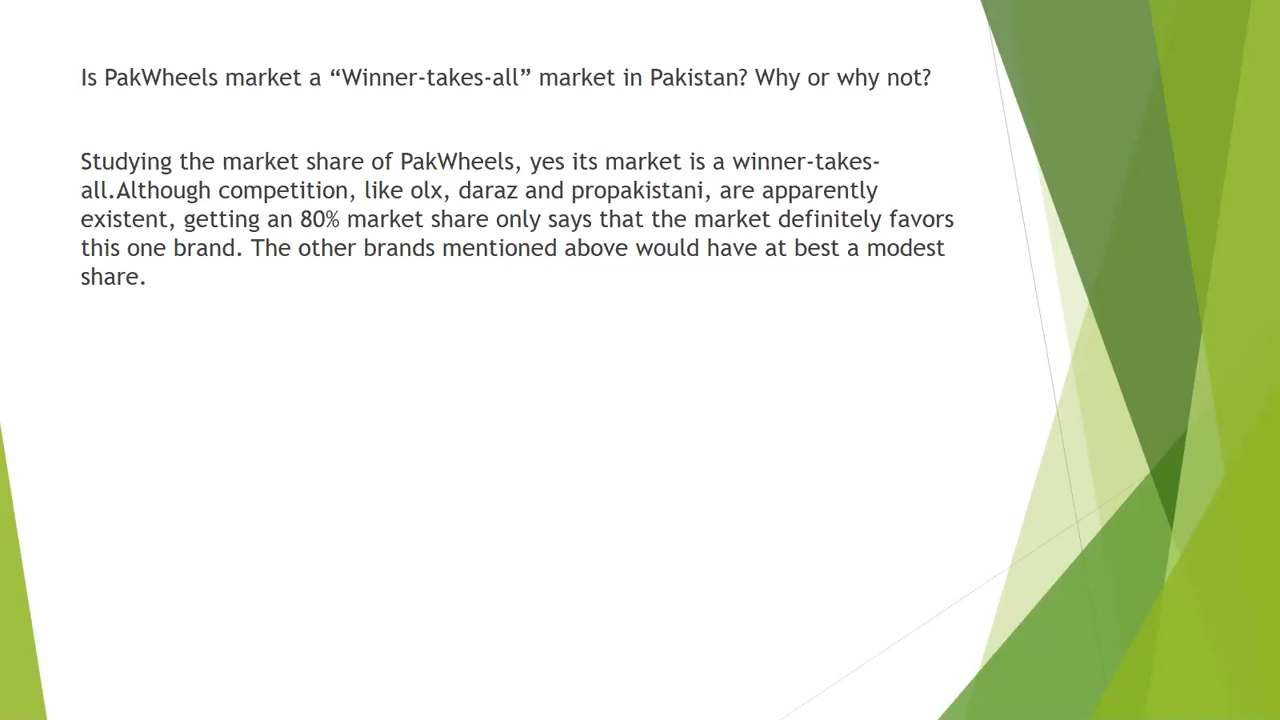 Is PakWheels market a “Winner-takes-all” market in Pakistan? Why or why not?
Studying the market share of PakWheels, yes its market is a winner-takes-
all.Although competition, like olx, daraz and propakistani, are apparently
existent, getting an 80% market share only says that the market definitely favors
this one brand. The other brands mentioned above would have at best a modest
share.